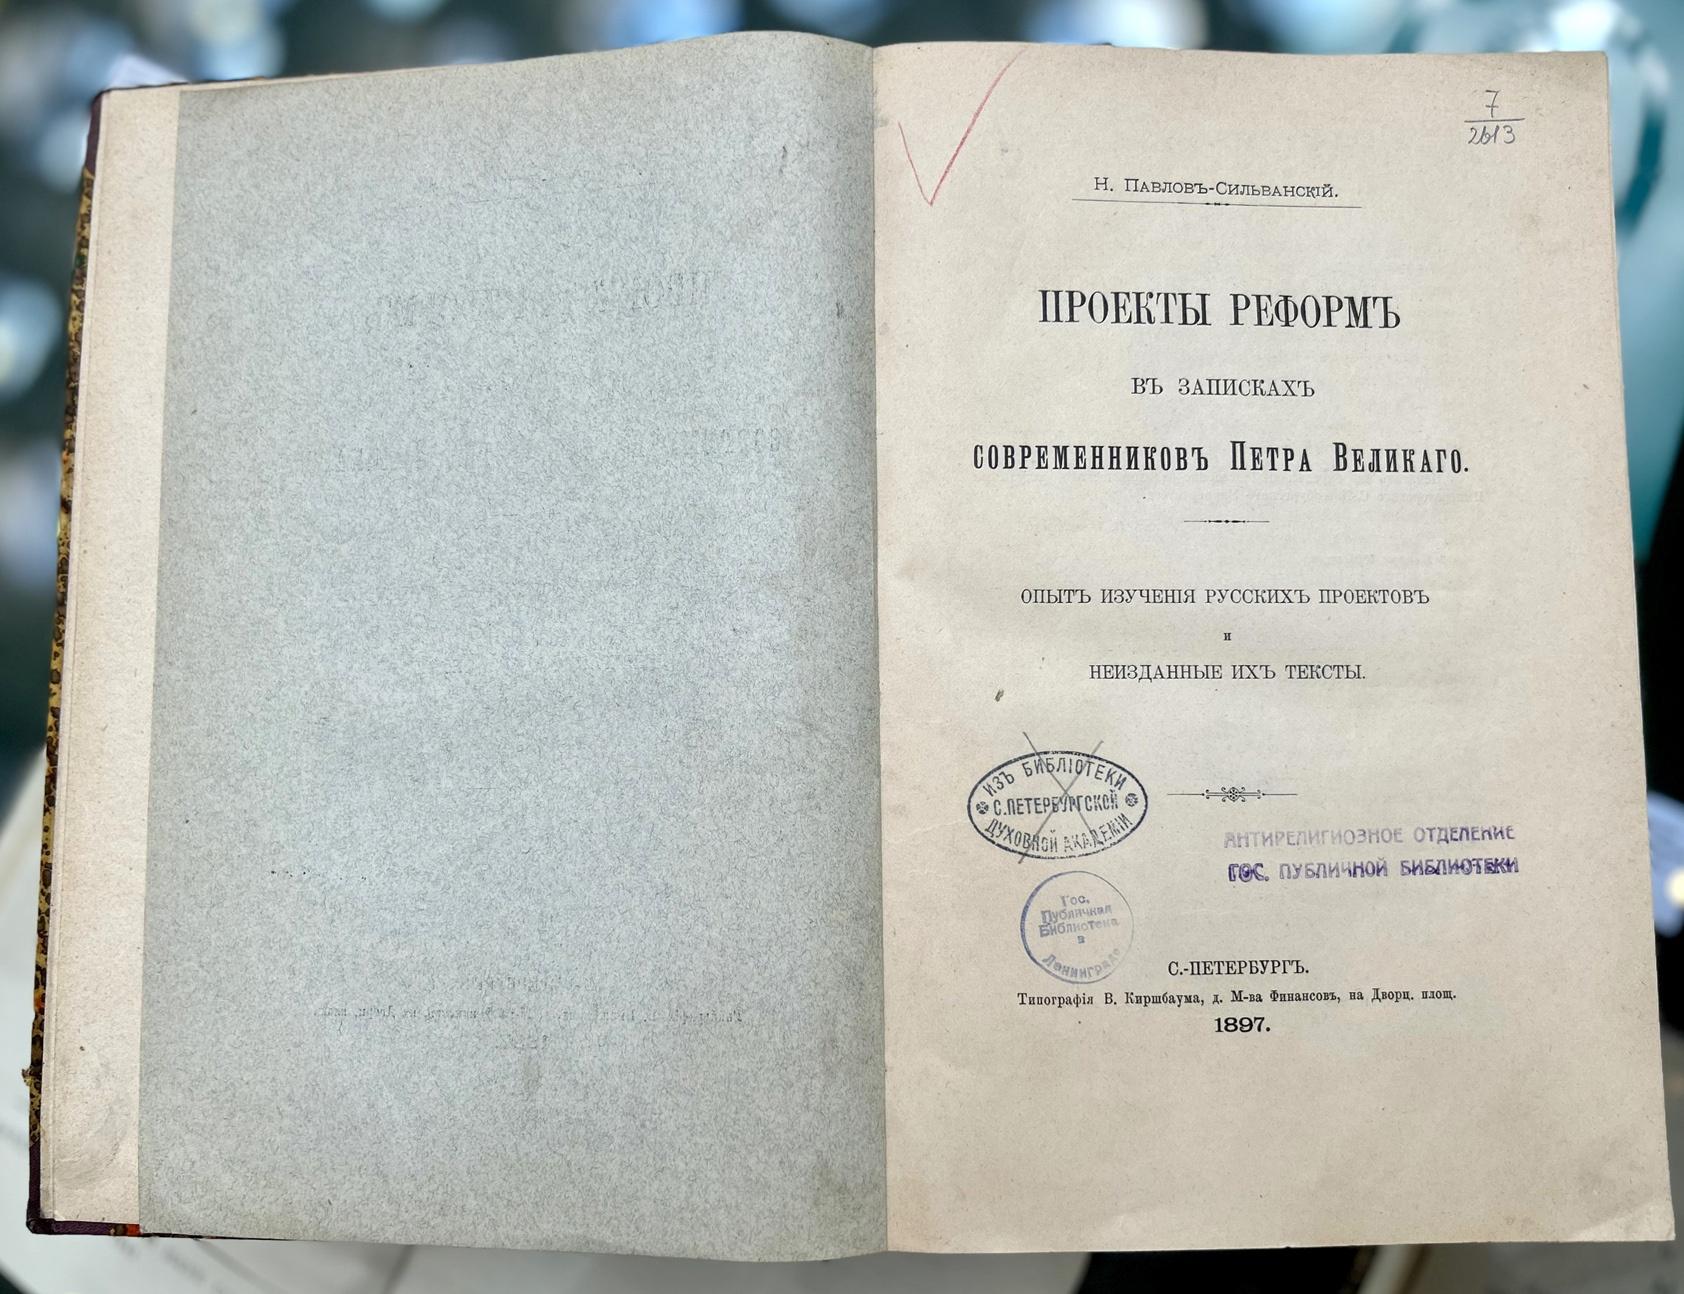 7
2613
Н. Павловъ-Сильванскій.
ПРОЕКТЫ РЕФОРМЪ
ВЪ ЗАПИСКАХЪ
СОВРЕМЕННИКОВЪ ПЕТРА ВЕЛИКАГО.
ОПЫТЪ ИЗУЧЕНІЯ РУССКИХЪ ПРОЕКТОВЪ
и
НЕИЗДАННЫЕ ИХЪ ТЕКСТЫ.
ИЗЪ БИБЛІОТЕКИ
С.ПЕТЕРБУРГСКОЙ
ДУХОВНОЙ АКАДЕМІИ
АНТИРЕЛИГИОЗНОЕ ОТДЕЛЕНИЕ
ГОС. ПУБЛИЧНОЙ БИБЛИОТЕКИ
Гос.
Публичная
Библиотека
в
Ленинграде
С.-ПЕТЕРБУРГЪ.
Типографія В. Киршбаума, д. М-ва Финансовъ, на Дворц. площ.
1897.